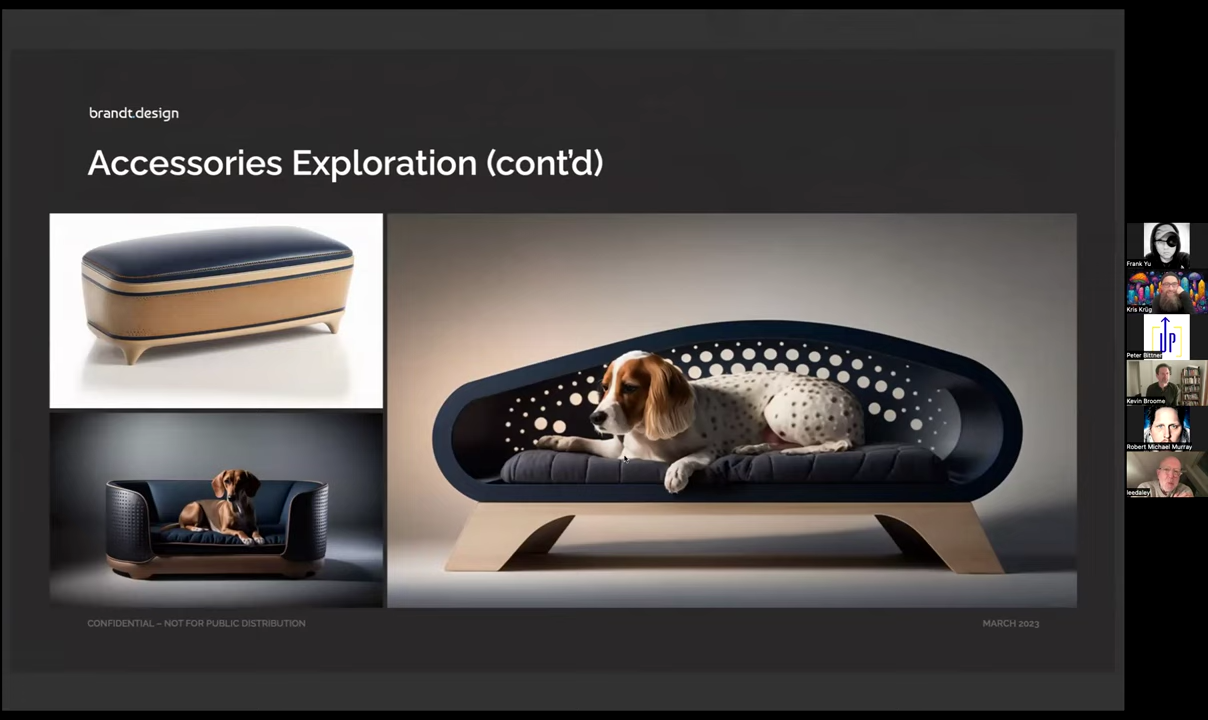 brandt.design
Accessories Exploration (cont'd)
CONFIDENTIAL – NOT FOR PUBLIC DISTRIBUTION
MARCH 2023
Frank Yu
Kris Krüg
UP
Peter Bittner
Kevin Broome
Robert Michael Murray
leedaley